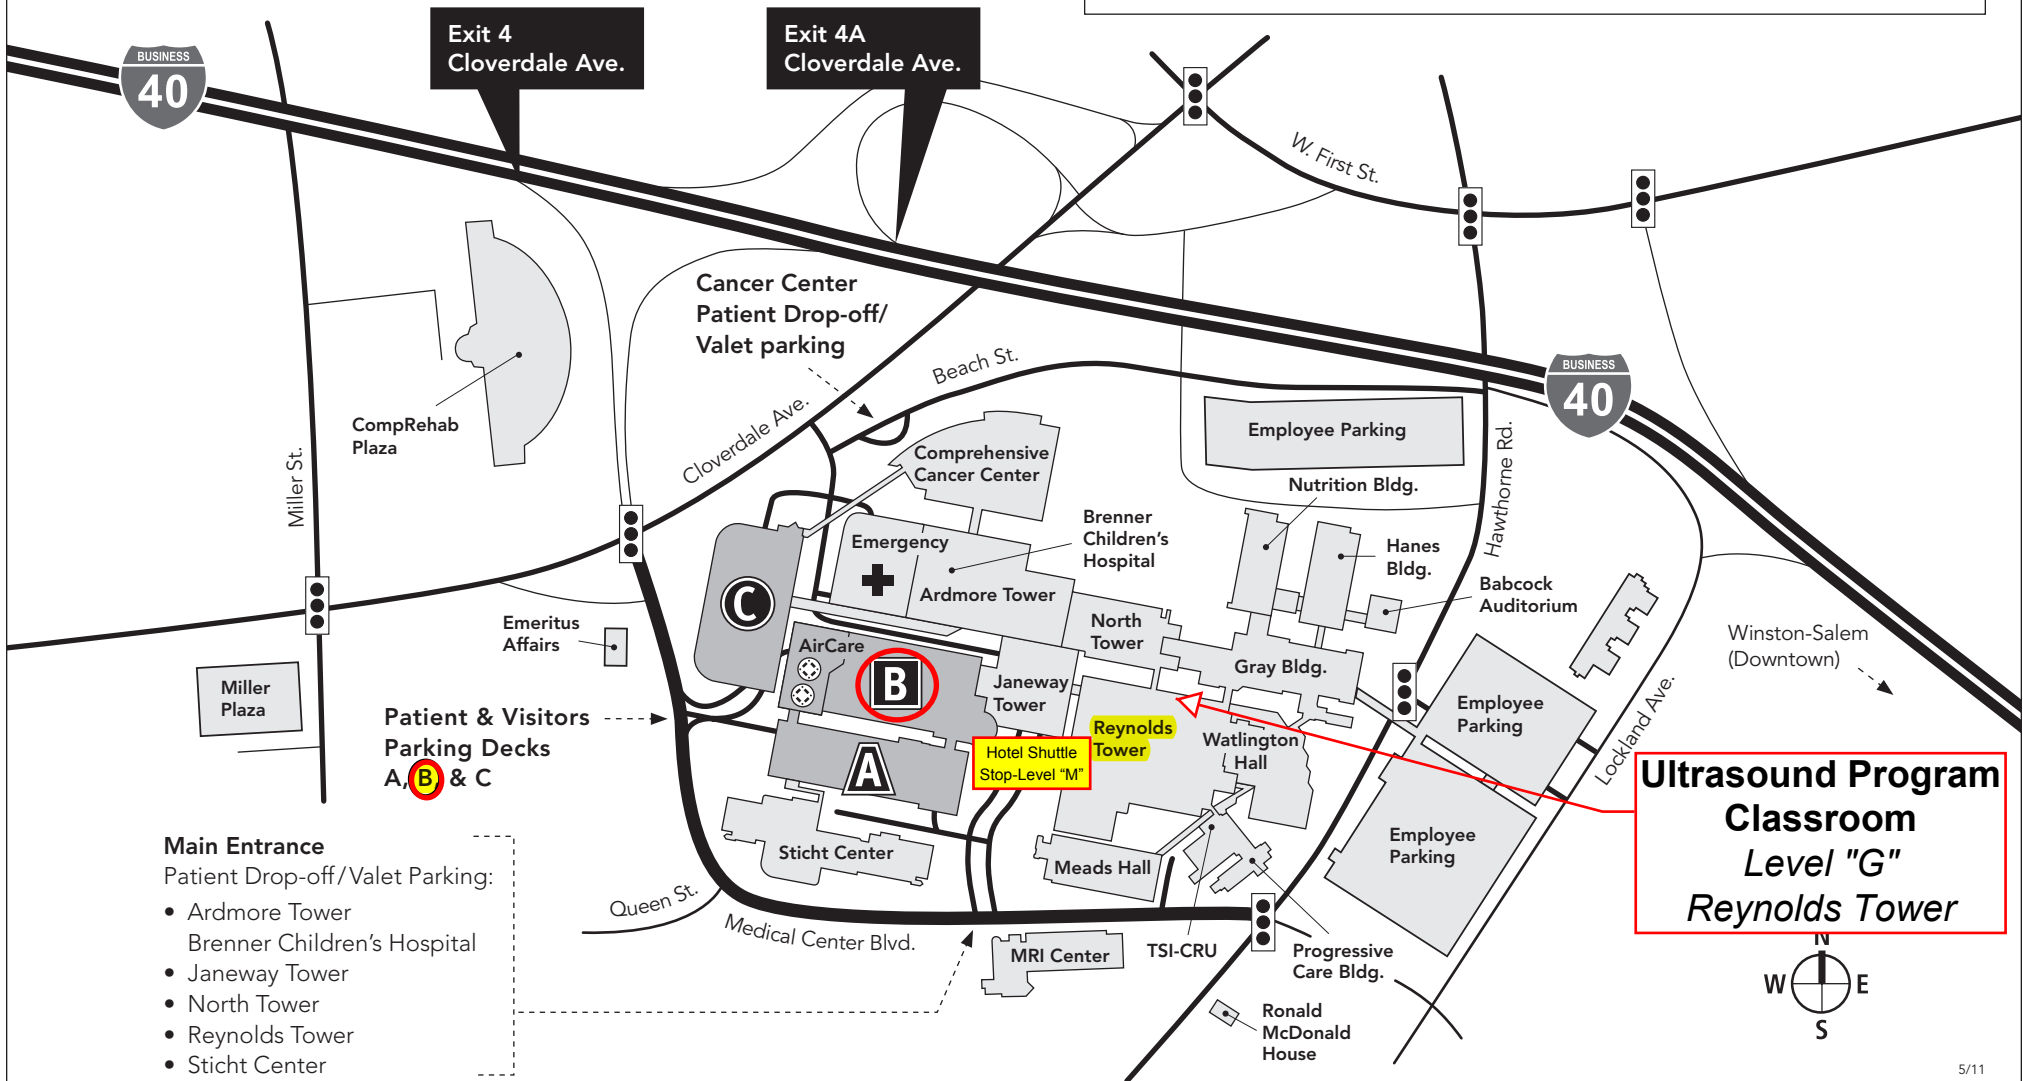 Exit 4
Cloverdale Ave.
Exit 4A
Cloverdale Ave.
BUSINESS
40
W. First St.
Cancer Center
Patient Drop-off/
Valet parking
Beach St.
BUSINESS
40
CompRehab
Plaza
Miller St.
Cloverdale Ave.
Employee Parking
Hawthorne Rd.
Comprehensive
Cancer Center
Nutrition Bldg.
Brenner
Children's
Hospital
Emergency
Ardmore Tower
Hanes
Bldg.
Babcock
Auditorium
C
Emeritus
Affairs
North
Tower
Winston-Salem
(Downtown)
AirCare
B
Janeway
Tower
Gray Bldg.
Miller
Plaza
Patient & Visitors
Parking Decks
A, B, & C
Employee
Parking
Lockland Ave.
Reynolds
Tower
Watlington
Hall
Hotel Shuttle
Stop-Level “M”
A
Ultrasound Program
Classroom
Level "G"
Reynolds Tower
Employee
Parking
Sticht Center
Meads Hall
Main Entrance
Patient Drop-off/Valet Parking:
• Ardmore Tower
Brenner Children's Hospital
• Janeway Tower
• North Tower
• Reynolds Tower
• Sticht Center
Queen St.
Medical Center Blvd.
MRI Center
TSI-CRU
Progressive
Care Bldg.
Ronald
McDonald
House
N
W E
S
5/11